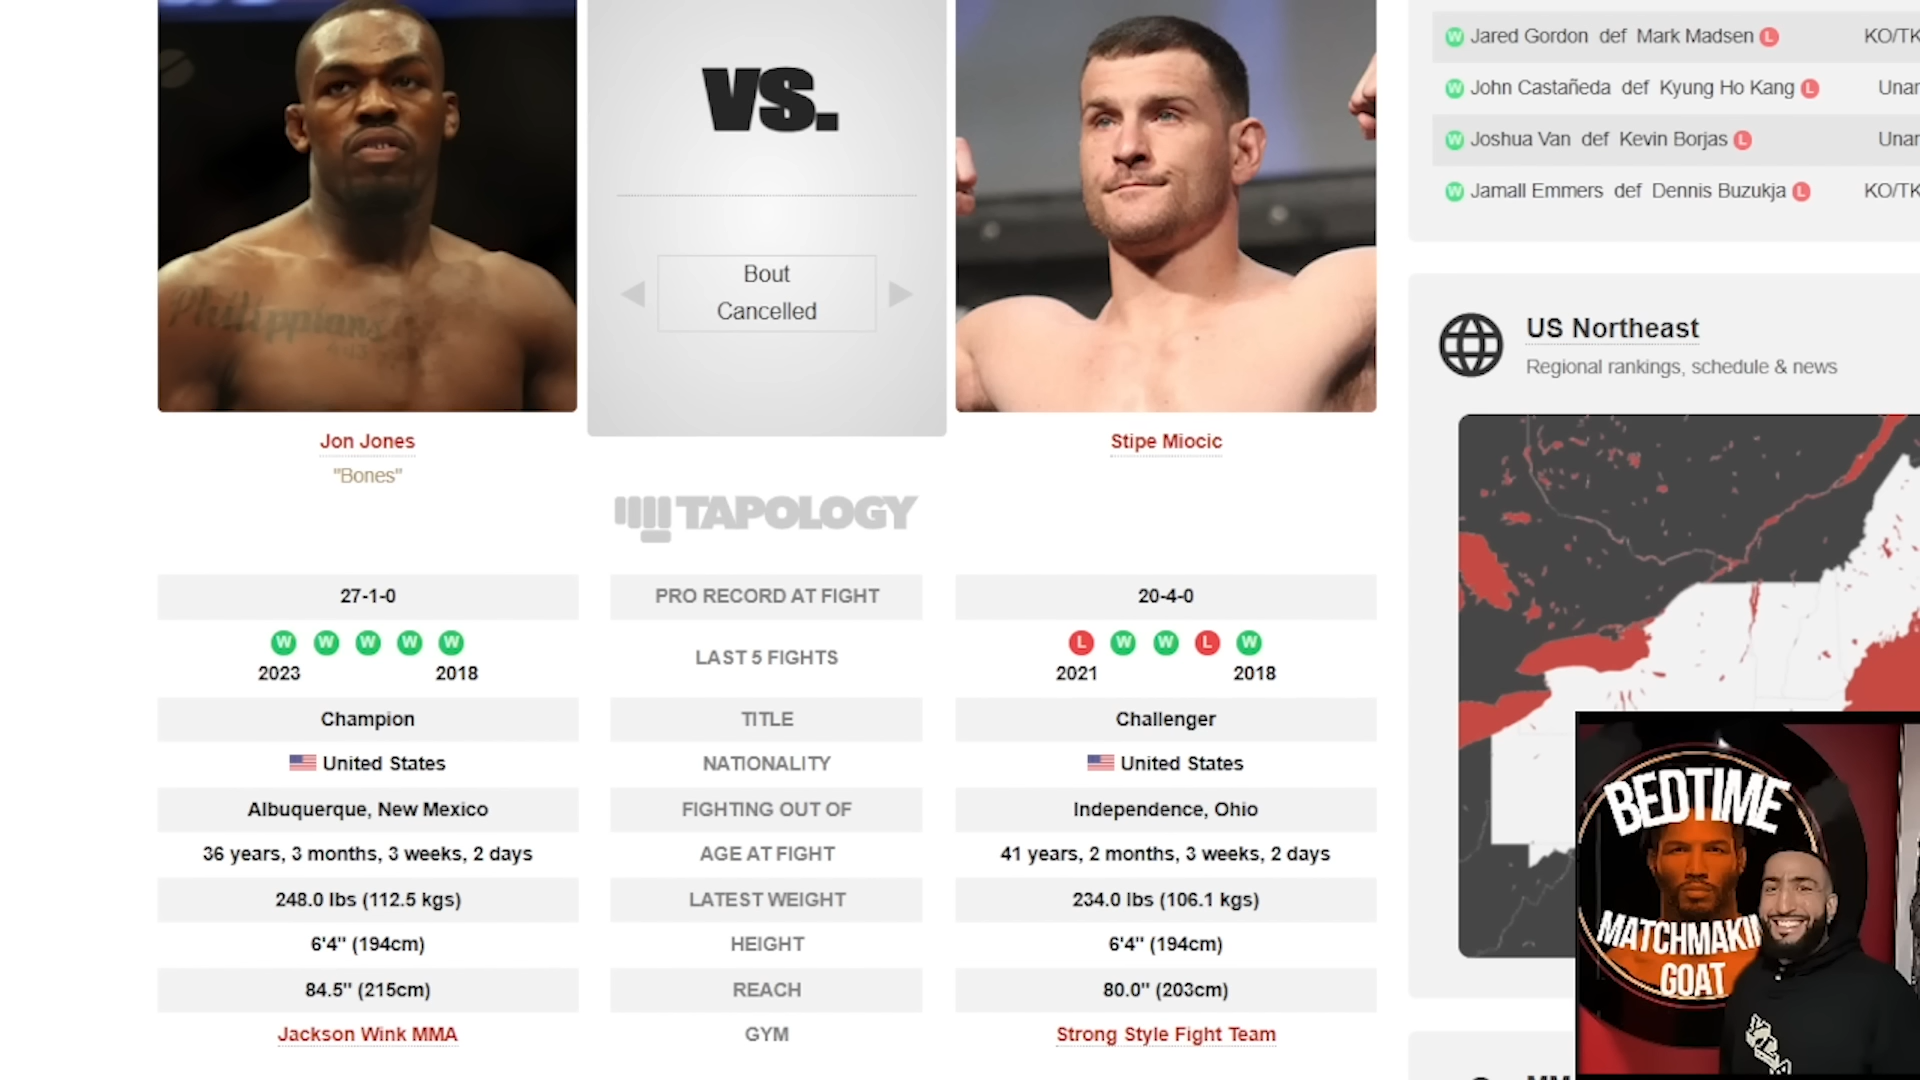 VS.
Bout
Cancelled
Philippians
4:13
Jon Jones
"Bones"
Stipe Miocic
TAPOLOGY
27-1-0 PRO RECORD AT FIGHT 20-4-0
W W W W W L W W L W
LAST 5 FIGHTS
2023 2018 2021 2018
Champion TITLE Challenger
United States NATIONALITY United States
Albuquerque, New Mexico FIGHTING OUT OF Independence, Ohio
36 years, 3 months, 3 weeks, 2 days AGE AT FIGHT 41 years, 2 months, 3 weeks, 2 days
248.0 lbs (112.5 kgs) LATEST WEIGHT 234.0 lbs (106.1 kgs)
6'4" (194cm) HEIGHT 6'4" (194cm)
84.5" (215cm) REACH 80.0" (203cm)
Jackson Wink MMA GYM Strong Style Fight Team
W Jared Gordon def Mark Madsen L KO/TK
W John Castañeda def Kyung Ho Kang L Unar
W Joshua Van def Kevin Borjas L Unar
W Jamall Emmers def Dennis Buzukja L KO/TK
US Northeast
Regional rankings, schedule & news
BEDTIME
MATCHMAKIN
GOAT